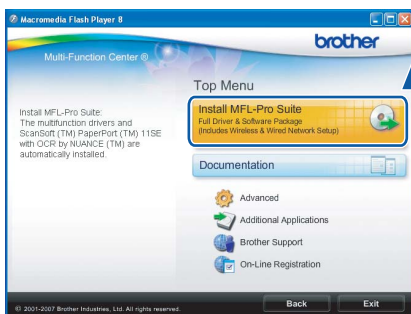 Macromedia Flash Player 8
brother
Multi-Function Center ®
Top Menu
Install MFL-Pro Suite:
The multifunction drivers and
ScanSoft (TM) PaperPort (TM) 11SE
with OCR by NUANCE (TM) are
automatically installed.
Install MFL-Pro Suite
Full Driver & Software Package
(Includes Wireless & Wired Network Setup)
Documentation
Advanced
Additional Applications
Brother Support
On-Line Registration
© 2001-2007 Brother Industries, Ltd. All rights reserved.
Back
Exit